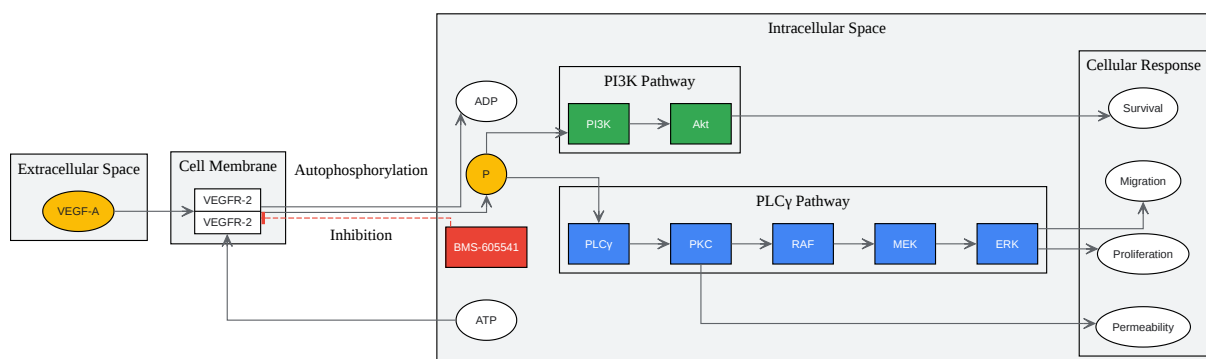 Intracellular Space
Extracellular Space
VEGF-A
Cell Membrane
VEGFR-2
VEGFR-2
Autophosphorylation
Inhibition
ADP
P
BMS-605541
ATP
PI3K Pathway
PI3K
Akt
PLCγ Pathway
PLCγ
PKC
RAF
MEK
ERK
Cellular Response
Survival
Migration
Proliferation
Permeability